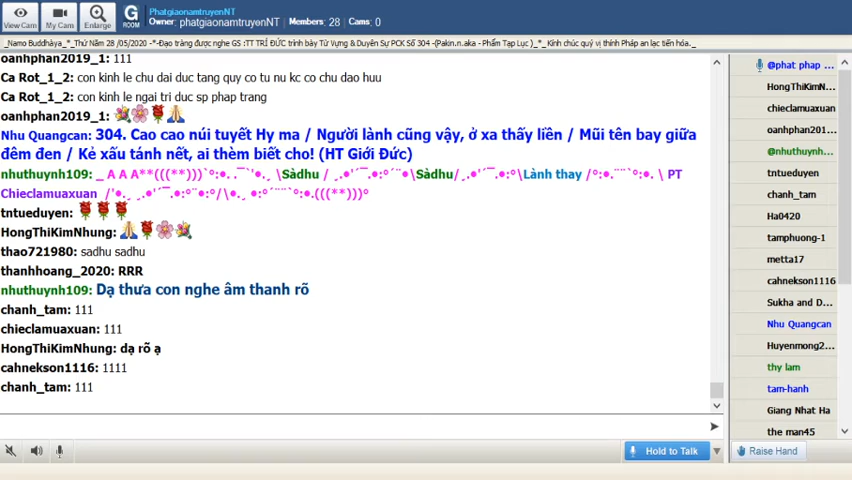 View Cam
My Cam
Enlarge
G
ROOM
PhatgiaonamtruyenNT
Owner: phatgiaonamtruyenNT | Members: 28 | Cams: 0
_Namo Buddhàya _*_Thứ Năm 28 /05/2020 -*-Đạo tràng được nghe GS :TT TRÍ ĐỨC trình bày Từ Vựng & Duyên Sự PCK Số 304 -(Pakin.n.aka - Phẩm Tạp Lục )_*_ Kính chúc quý vị thính Pháp an lạc tiến hóa._
oanhphan2019_1: 111
Ca Rot_1_2: con kinh le chu dai duc tang quy co tu nu kc co chu dao huu
Ca Rot_1_2: con kinh le ngai tri duc sp phap trang
oanhphan2019_1:
Nhu Quangcan: 304. Cao cao núi tuyết Hy ma / Người lành cũng vậy, ở xa thấy liền / Mũi tên bay giữa
đêm đen / Kẻ xấu tánh nết, ai thèm biết cho! (HT Giới Đức)
nhuthuynh109: _ A A A**(((**)))`°:•. .¯`'•.¸ \Sàdhu / ¸.•'´¯.•:°¨•\Sàdhu/¸.•'´¯.•:°\Lành thay /°:•.¨¨`°:•. \ PT
Chieclamuaxuan /'•.¸ ¸.•'´¯.•:°¨•:°/\•.¸ •:°´¨¨`°:•.(((**)))°
tntueduyen:
HongThiKimNhung:
thao721980: sadhu sadhu
thanhhoang_2020: RRR
nhuthuynh109: Dạ thưa con nghe âm thanh rõ
chanh_tam: 111
chieclamuaxuan: 111
HongThiKimNhung: dạ rõ ạ
cahnekson1116: 1111
chanh_tam: 111
Hold to Talk
@phat phap ...
HongThiKimN...
chieclamuaxuan
oanhphan201...
@nhuthuynh...
tntueduyen
chanh_tam
Ha0420
tamphuong-1
metta17
cahnekson1116
Sukha and D...
Nhu Quangcan
Huyenmong2...
thy lam
tam-hanh
Giang Nhat Ha
the man45
Raise Hand